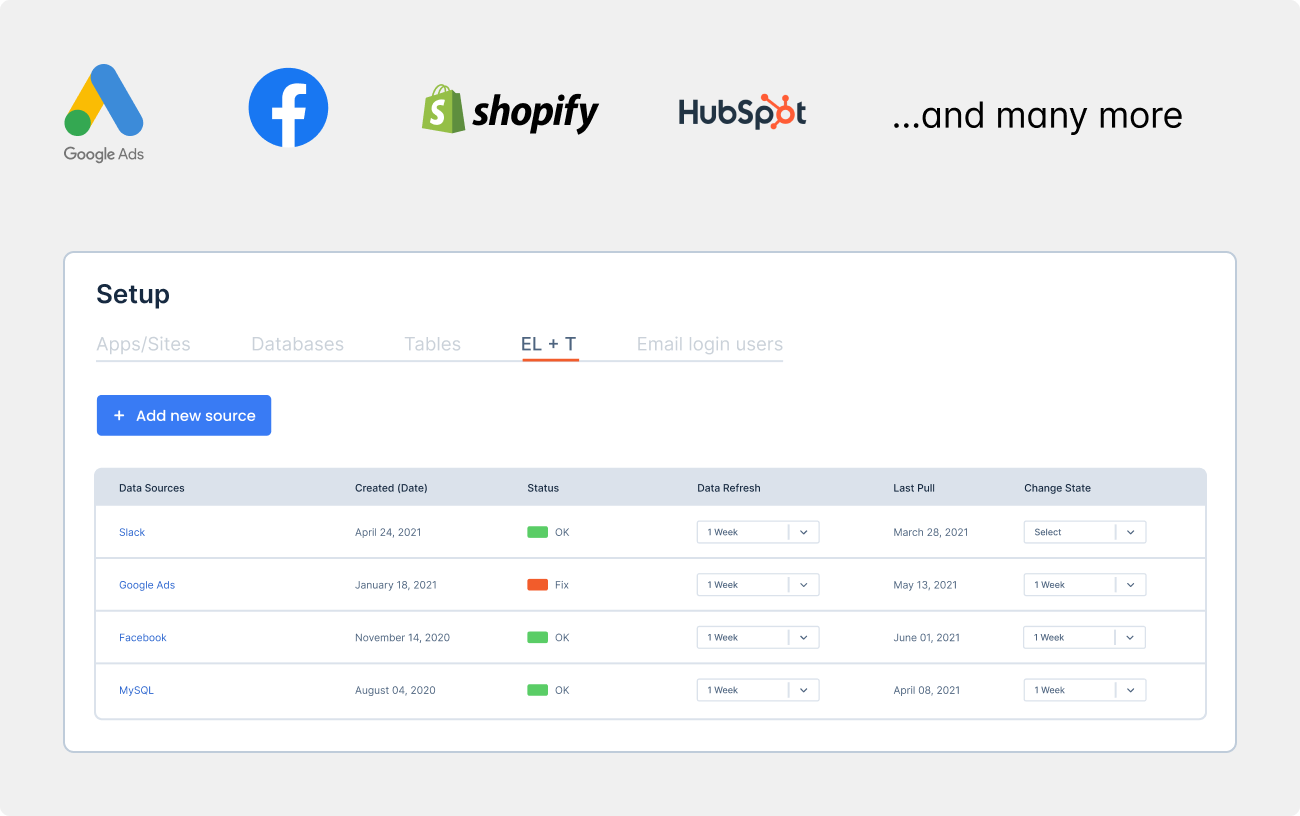 Google Ads
shopify
HubSpot
...and many more
Setup
Apps/Sites Databases Tables EL + T Email login users
+ Add new source
Data Sources Created (Date) Status Data Refresh Last Pull Change State
Slack April 24, 2021 OK 1 Week March 28, 2021 Select
Google Ads January 18, 2021 Fix 1 Week May 13, 2021 1 Week
Facebook November 14, 2020 OK 1 Week June 01, 2021 1 Week
MySQL August 04, 2020 OK 1 Week April 08, 2021 1 Week